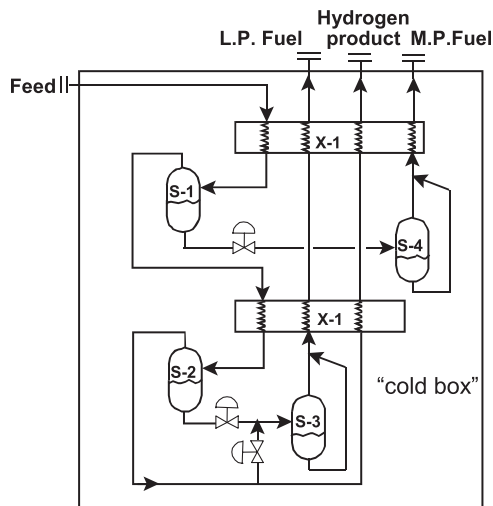 Hydrogen
L.P. Fuel product M.P.Fuel
Feed
X-1
S-1
S-4
X-1
S-2
"cold box"
S-3